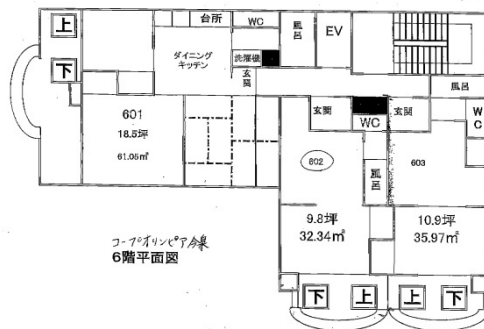 上
下
台所
WC
風呂
EV
ダイニング
キッチン
洗濯機
玄関
風呂
601
18.5坪
61.05㎡
玄関
WC
玄関
WC
602
風呂
603
9.8坪
32.34㎡
10.9坪
35.97㎡
コープオリンピア今泉
6階平面図
下
上
上
下